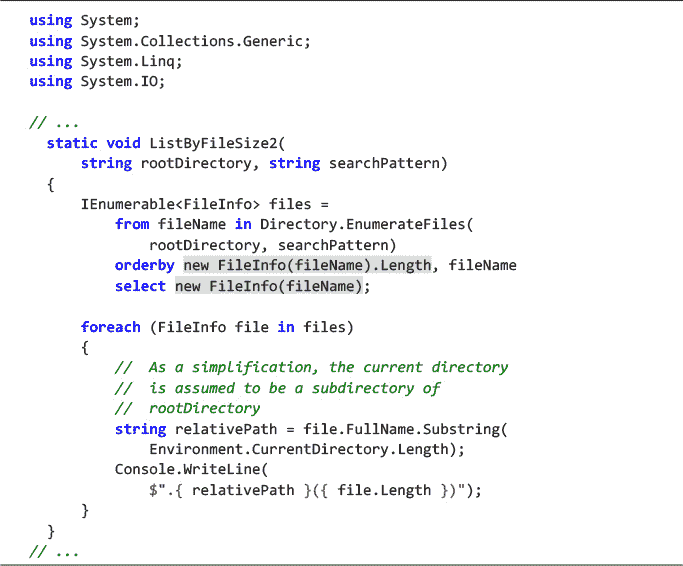 using System;
using System.Collections.Generic;
using System.Linq;
using System.IO;
// ...
static void ListByFileSize2(
string rootDirectory, string searchPattern)
{
IEnumerable<FileInfo> files =
from fileName in Directory.EnumerateFiles(
rootDirectory, searchPattern)
orderby new FileInfo(fileName).Length, fileName
select new FileInfo(fileName);
foreach (FileInfo file in files)
{
// As a simplification, the current directory
// is assumed to be a subdirectory of
// rootDirectory
string relativePath = file.FullName.Substring(
Environment.CurrentDirectory.Length);
Console.WriteLine(
$".{ relativePath }({ file.Length })");
}
}
// ...